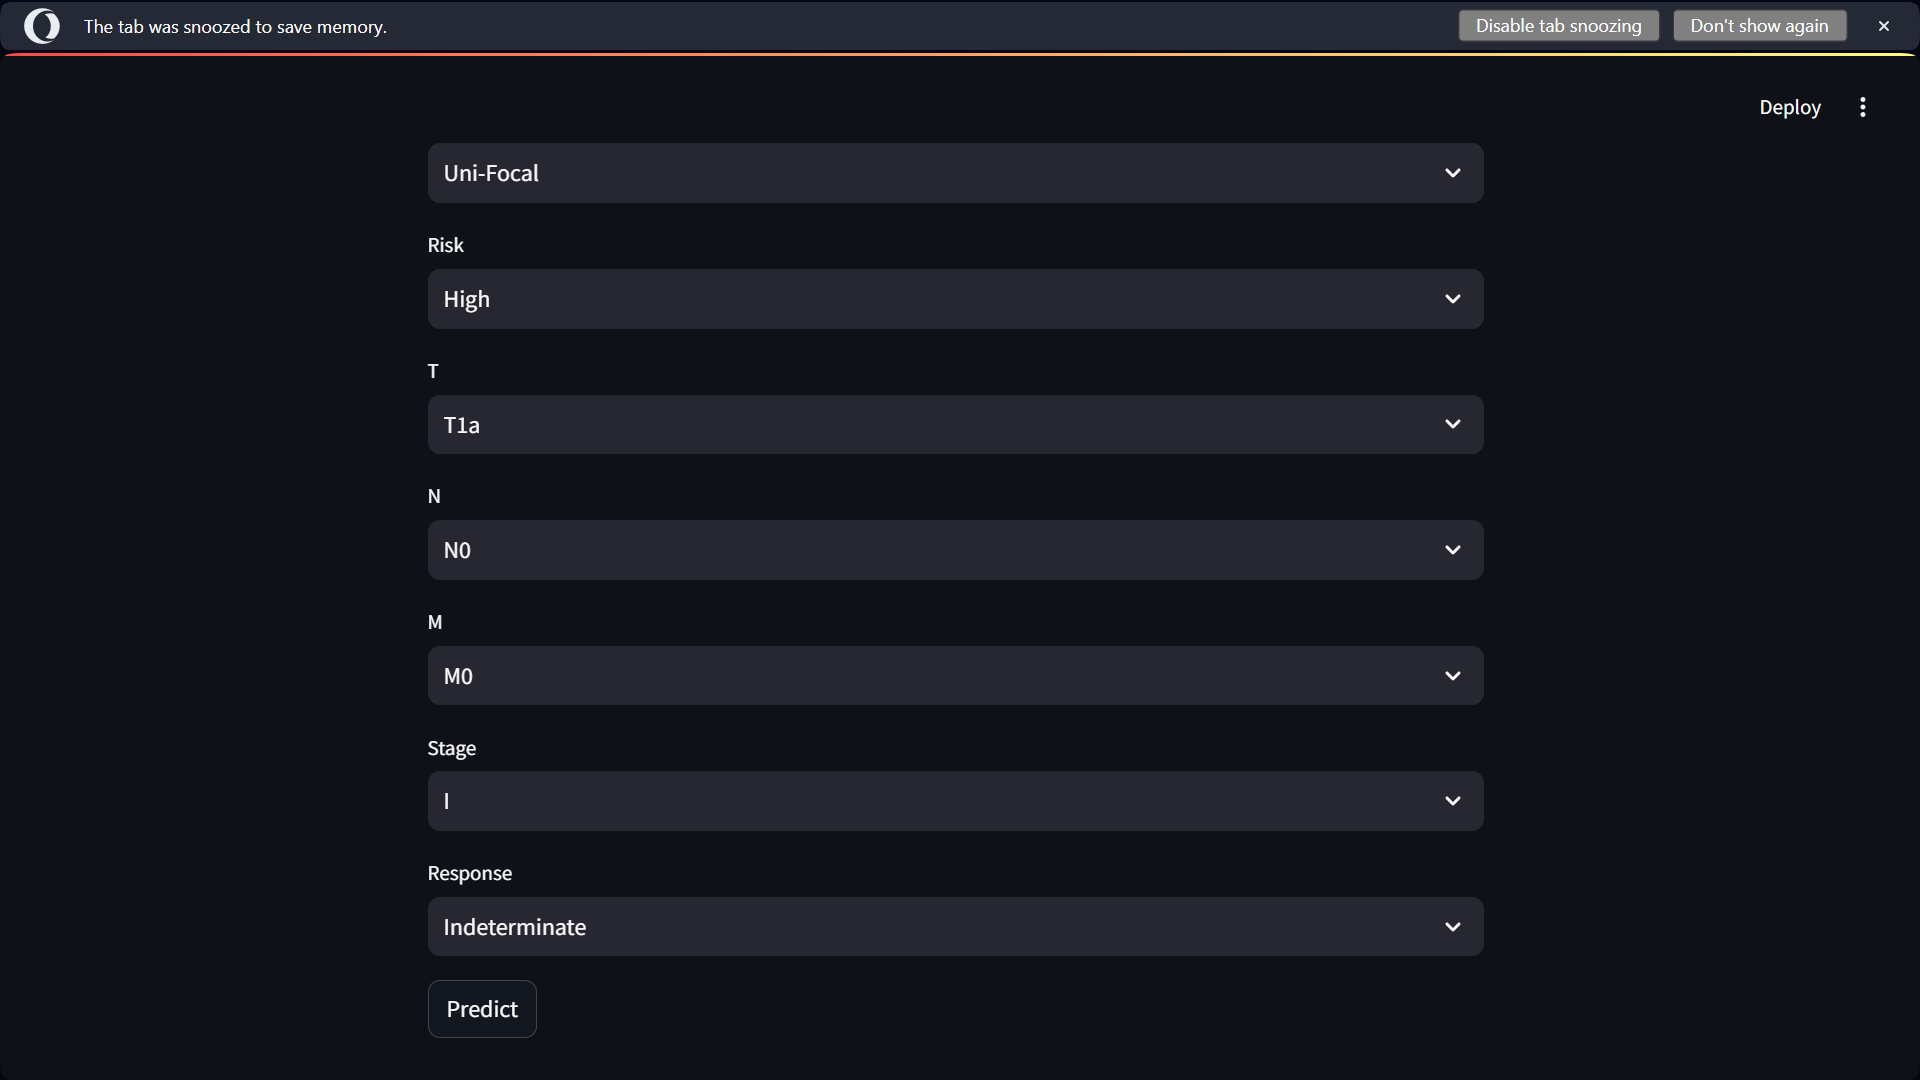 The tab was snoozed to save memory.
Disable tab snoozing
Don't show again
Deploy
Uni-Focal
Risk
High
T
T1a
N
N0
M
M0
Stage
I
Response
Indeterminate
Predict